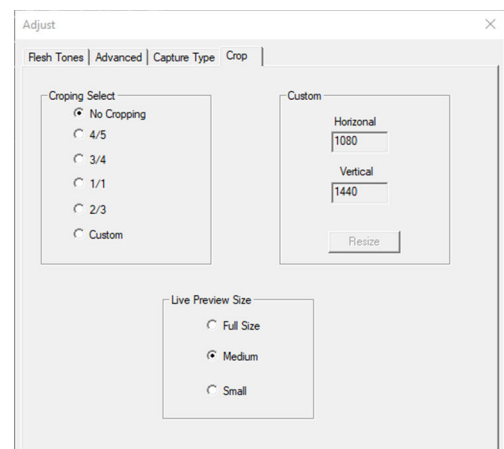 Adjust
Flesh Tones Advanced Capture Type Crop
Croping Select
No Cropping
4/5
3/4
1/1
2/3
Custom
Custom
Horizonal
1080
Vertical
1440
Resize
Live Preview Size
Full Size
Medium
Small